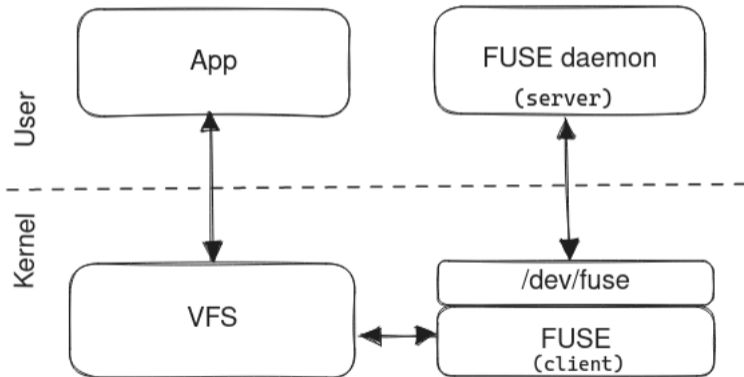 User
App
FUSE daemon
(server)
Kernel
VFS
/dev/fuse
FUSE
(client)